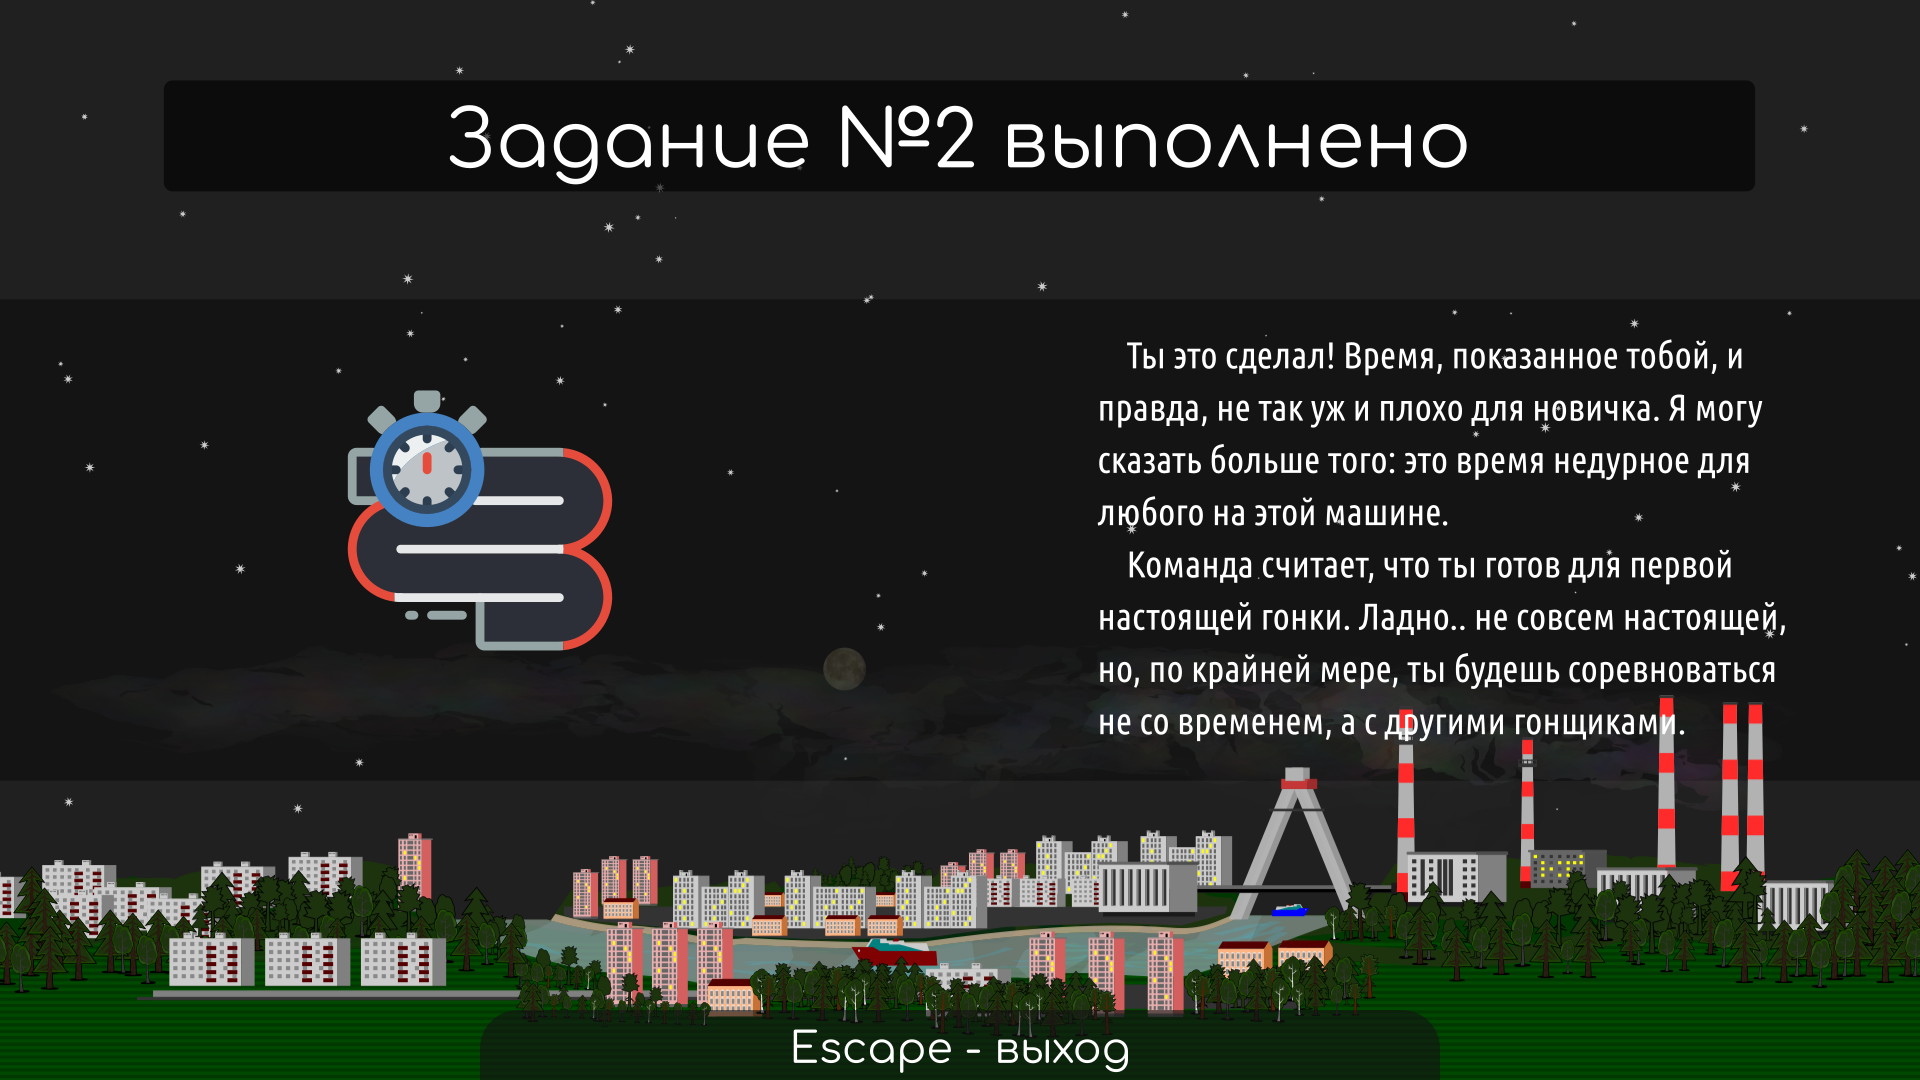 Задание №2 выполнено
Ты это сделал! Время, показанное тобой, и
правда, не так уж и плохо для новичка. Я могу
сказать больше того: это время недурное для
любого на этой машине.
Команда считает, что ты готов для первой
настоящей гонки. Ладно.. не совсем настоящей,
но, по крайней мере, ты будешь соревноваться
не со временем, а с другими гонщиками.
Escape - выход